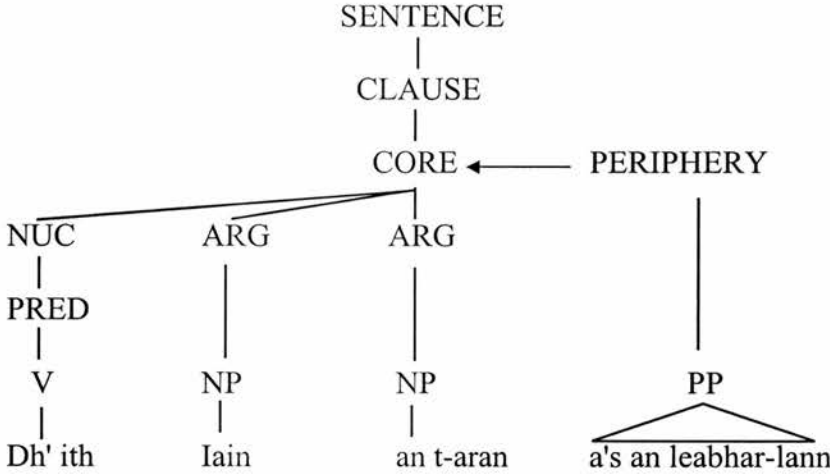 SENTENCE
CLAUSE
CORE PERIPHERY
NUC ARG ARG
PRED
V NP NP PP
Dh' ith Iain an t-aran a's an leabhar-lann